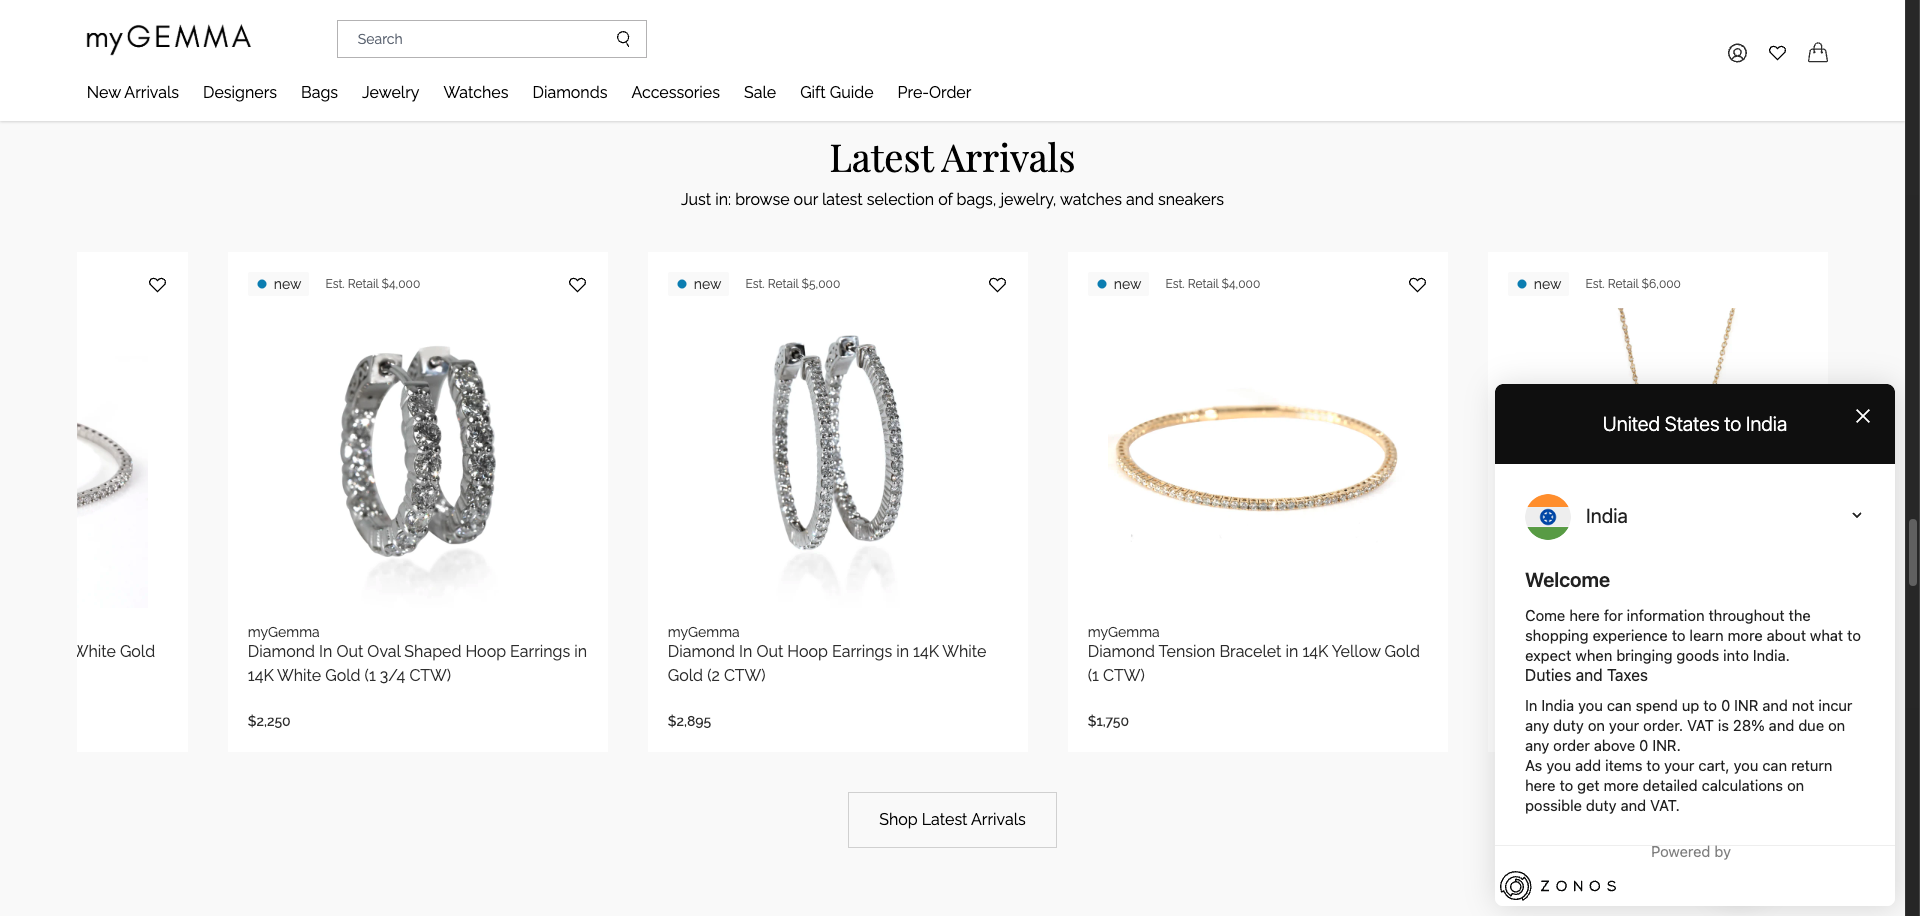 myGEMMA
Search
New Arrivals Designers Bags Jewelry Watches Diamonds Accessories Sale Gift Guide Pre-Order
Latest Arrivals
Just in: browse our latest selection of bags, jewelry, watches and sneakers
White Gold
new Est. Retail $4,000
myGemma
Diamond In Out Oval Shaped Hoop Earrings in
14K White Gold (1 3/4 CTW)
$2,250
new Est. Retail $5,000
myGemma
Diamond In Out Hoop Earrings in 14K White
Gold (2 CTW)
$2,895
new Est. Retail $4,000
myGemma
Diamond Tension Bracelet in 14K Yellow Gold
(1 CTW)
$1,750
new Est. Retail $6,000
Shop Latest Arrivals
United States to India
India
Welcome
Come here for information throughout the
shopping experience to learn more about what to
expect when bringing goods into India.
Duties and Taxes
In India you can spend up to 0 INR and not incur
any duty on your order. VAT is 28% and due on
any order above 0 INR.
As you add items to your cart, you can return
here to get more detailed calculations on
possible duty and VAT.
Powered by
ZONOS